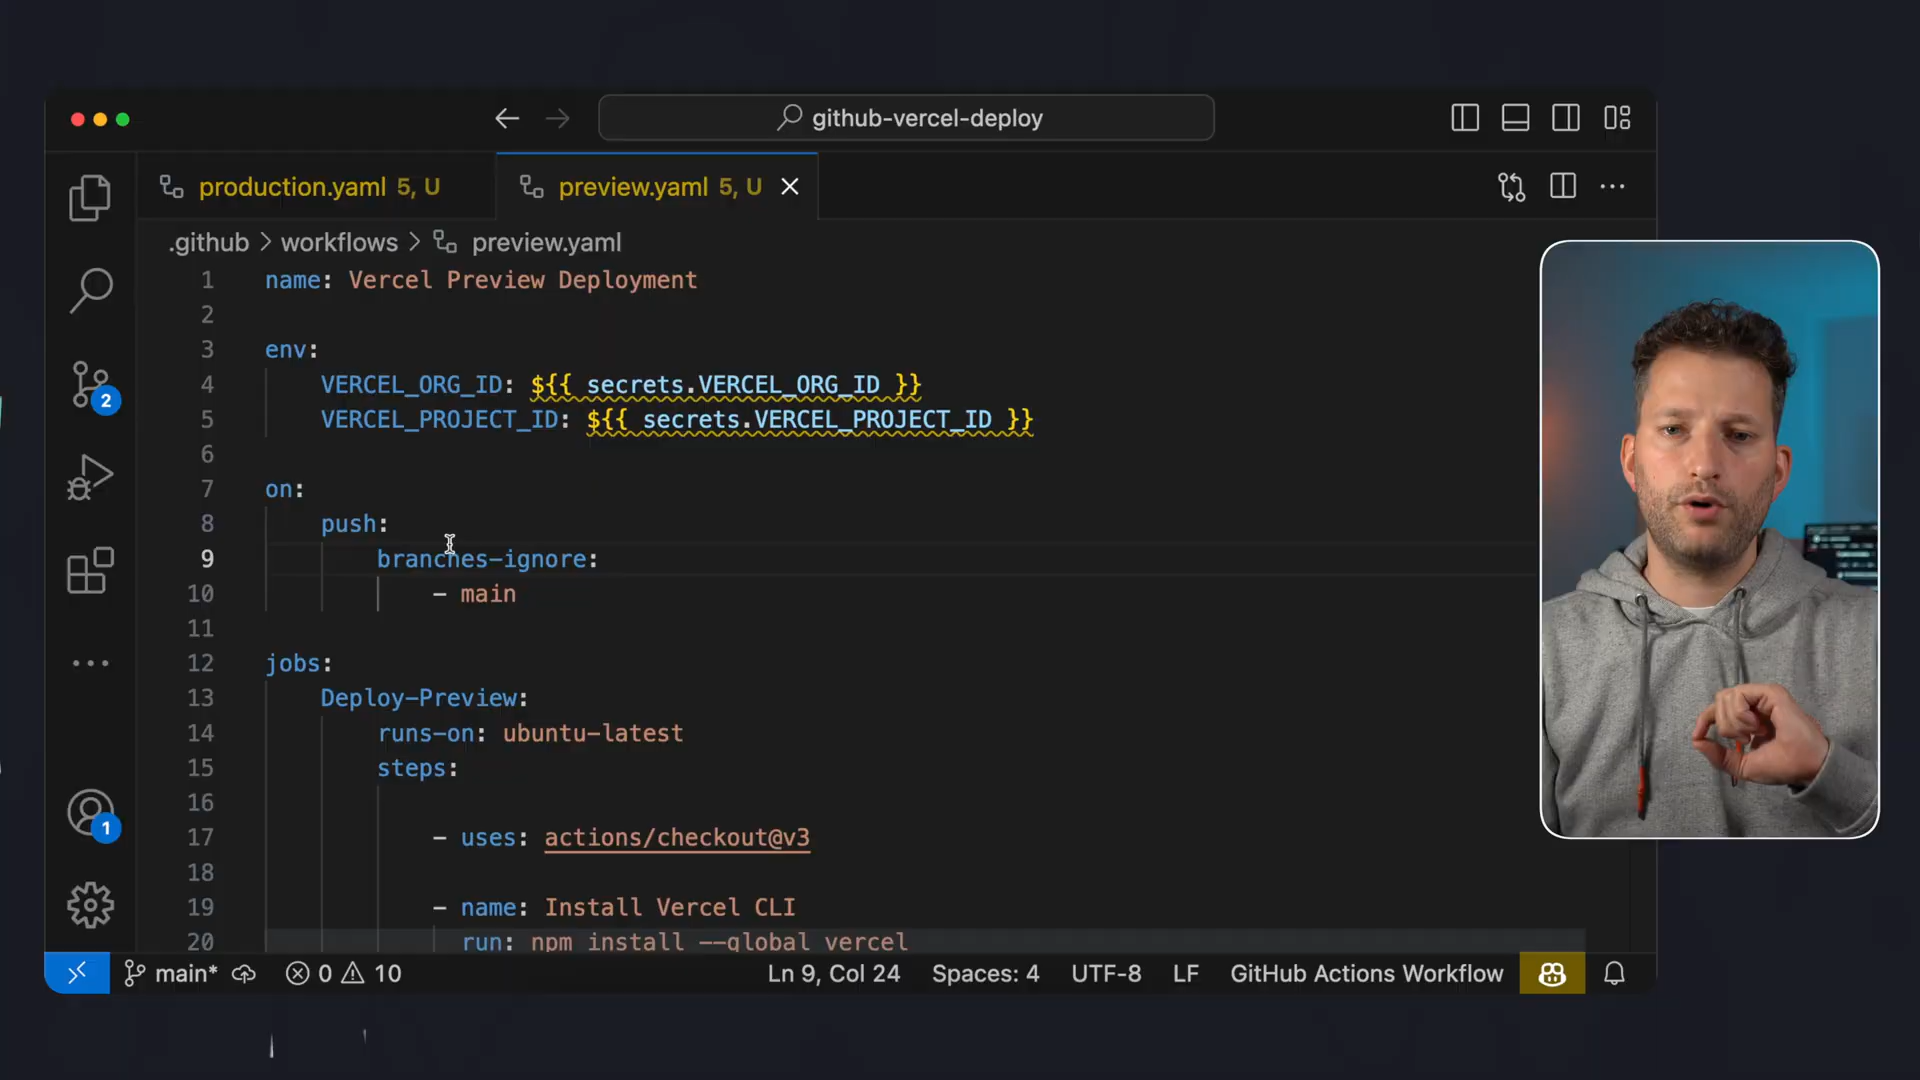 github-vercel-deploy
production.yaml 5, U
preview.yaml 5, U
.github > workflows > preview.yaml
1 name: Vercel Preview Deployment
2
3 env:
4 VERCEL_ORG_ID: ${{ secrets.VERCEL_ORG_ID }}
5 VERCEL_PROJECT_ID: ${{ secrets.VERCEL_PROJECT_ID }}
6
7 on:
8 push:
9 branches-ignore:
10 - main
11
12 jobs:
13 Deploy-Preview:
14 runs-on: ubuntu-latest
15 steps:
16
17 - uses: actions/checkout@v3
18
19 - name: Install Vercel CLI
20 run: npm install --global vercel
2
1
main* 0 10 Ln 9, Col 24 Spaces: 4 UTF-8 LF GitHub Actions Workflow